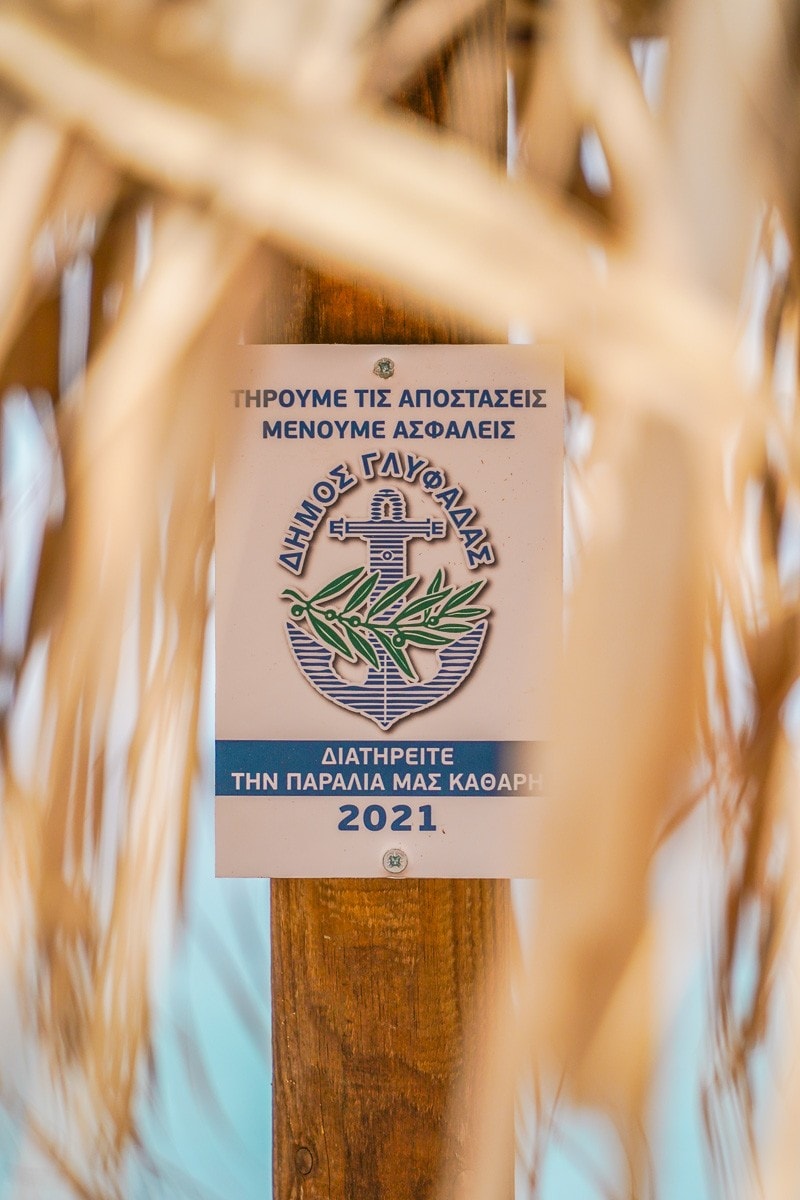 ΤΗΡΟΥΜΕ ΤΙΣ ΑΠΟΣΤΑΣΕΙΣ
ΜΕΝΟΥΜΕ ΑΣΦΑΛΕΙΣ
ΔΗΜΟΣ ΓΛΥΦΑΔΑΣ
ΔΙΑΤΗΡΕΙΤΕ
ΤΗΝ ΠΑΡΑΛΙΑ ΜΑΣ ΚΑΘΑΡΗ
2021